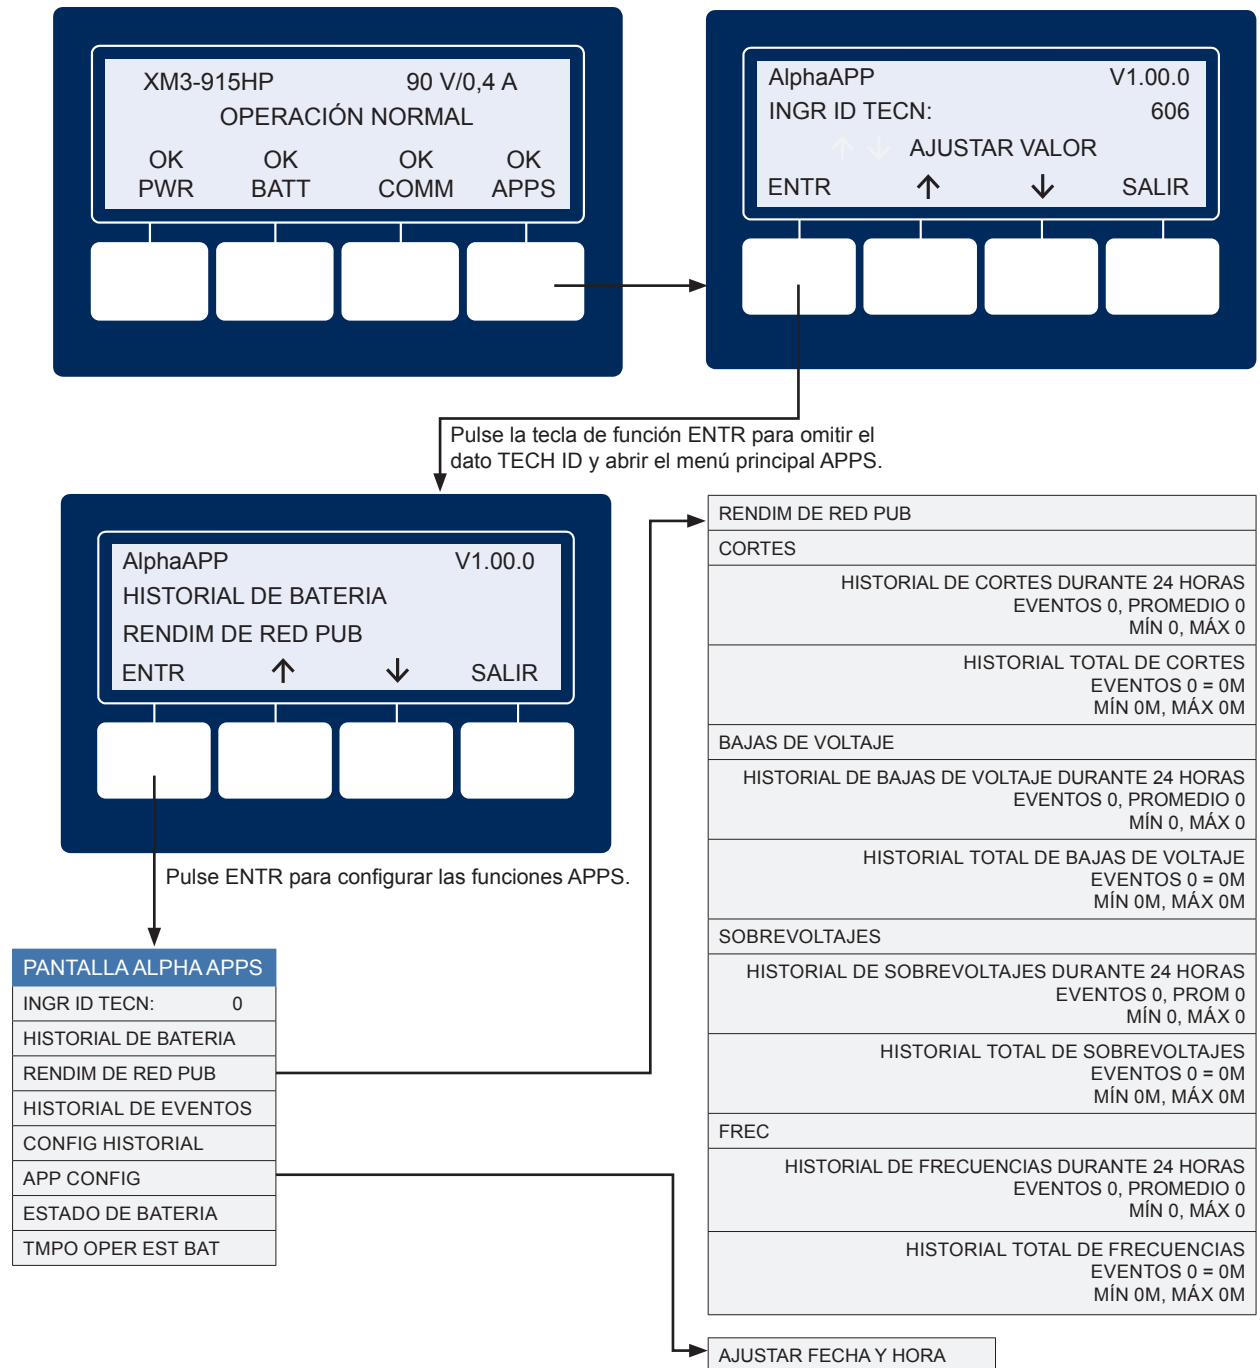 XM3-915HP 90 V/0,4 A
OPERACIÓN NORMAL
OK OK OK OK
PWR BATT COMM APPS
AlphaAPP V1.00.0
INGR ID TECN: 606
↑ ↓ AJUSTAR VALOR
ENTR ↑ ↓ SALIR
Pulse la tecla de función ENTR para omitir el
dato TECH ID y abrir el menú principal APPS.
AlphaAPP V1.00.0
HISTORIAL DE BATERIA
RENDIM DE RED PUB
ENTR ↑ ↓ SALIR
Pulse ENTR para configurar las funciones APPS.
PANTALLA ALPHA APPS
INGR ID TECN: 0
HISTORIAL DE BATERIA
RENDIM DE RED PUB
HISTORIAL DE EVENTOS
CONFIG HISTORIAL
APP CONFIG
ESTADO DE BATERIA
TMPO OPER EST BAT
RENDIM DE RED PUB
CORTES
HISTORIAL DE CORTES DURANTE 24 HORAS
EVENTOS 0, PROMEDIO 0
MÍN 0, MÁX 0
HISTORIAL TOTAL DE CORTES
EVENTOS 0 = 0M
MÍN 0M, MÁX 0M
BAJAS DE VOLTAJE
HISTORIAL DE BAJAS DE VOLTAJE DURANTE 24 HORAS
EVENTOS 0, PROMEDIO 0
MÍN 0, MÁX 0
HISTORIAL TOTAL DE BAJAS DE VOLTAJE
EVENTOS 0 = 0M
MÍN 0M, MÁX 0M
SOBREVOLTAJES
HISTORIAL DE SOBREVOLTAJES DURANTE 24 HORAS
EVENTOS 0, PROM 0
MÍN 0, MÁX 0
HISTORIAL TOTAL DE SOBREVOLTAJES
EVENTOS 0 = 0M
MÍN 0M, MÁX 0M
FREC
HISTORIAL DE FRECUENCIAS DURANTE 24 HORAS
EVENTOS 0, PROMEDIO 0
MÍN 0, MÁX 0
HISTORIAL TOTAL DE FRECUENCIAS
EVENTOS 0 = 0M
MÍN 0M, MÁX 0M
AJUSTAR FECHA Y HORA